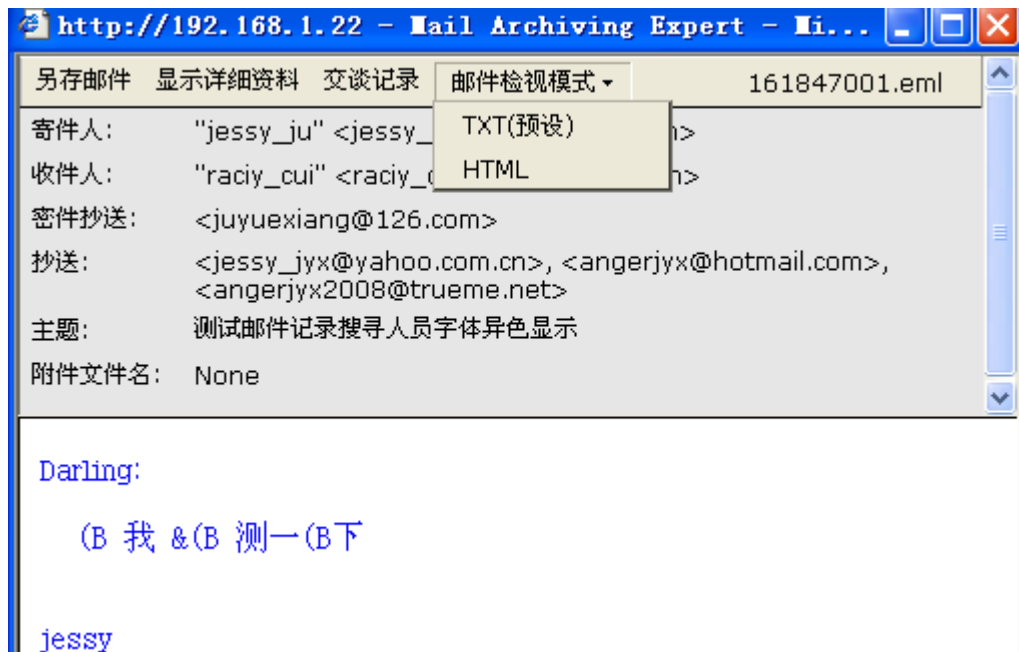 http://192.168.1.22 - Mail Archiving Expert - Mi...
另存邮件 显示详细资料 交谈记录 邮件检视模式 161847001.eml
TXT(预设)
HTML
寄件人: "jessy_ju" <jessy_
收件人: "raciy_cui" <raciy_
密件抄送: <juyuexiang@126.com>
抄送: <jessy_jyx@yahoo.com.cn>, <angerjyx@hotmail.com>,
<angerjyx2008@trueme.net>
主题: 测试邮件记录搜寻人员字体异色显示
附件文件名: None
Darling:
(B 我 &(B 测一(B下
jessy